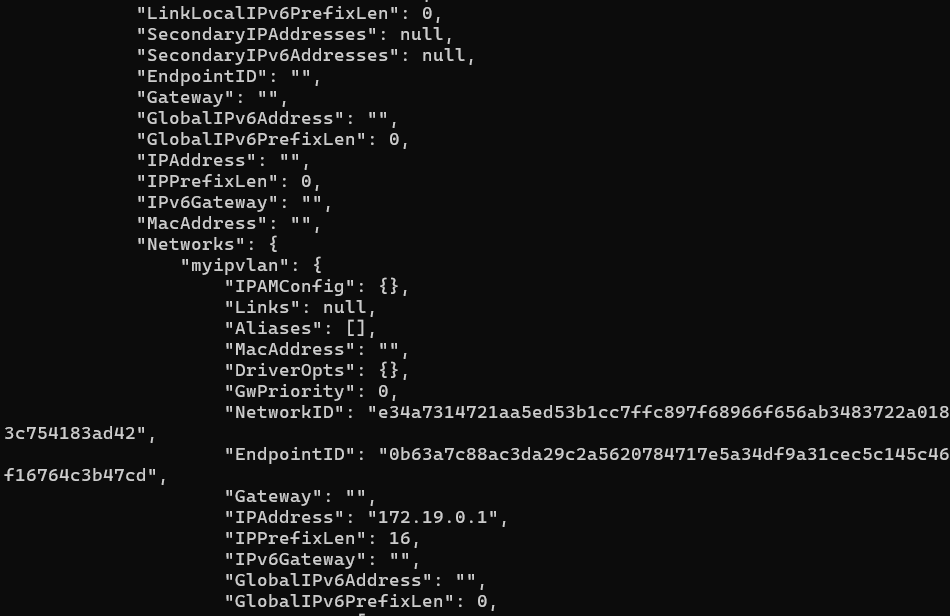 "LinkLocalIPv6PrefixLen": 0,
"SecondaryIPAddresses": null,
"SecondaryIPv6Addresses": null,
"EndpointID": "",
"Gateway": "",
"GlobalIPv6Address": "",
"GlobalIPv6PrefixLen": 0,
"IPAddress": "",
"IPPrefixLen": 0,
"IPv6Gateway": "",
"MacAddress": "",
"Networks": {
"myipvlan": {
"IPAMConfig": {},
"Links": null,
"Aliases": [],
"MacAddress": "",
"DriverOpts": {},
"GwPriority": 0,
"NetworkID": "e34a7314721aa5ed53b1cc7ffc897f68966f656ab3483722a018
3c754183ad42",
"EndpointID": "0b63a7c88ac3da29c2a5620784717e5a34df9a31cec5c145c46
f16764c3b47cd",
"Gateway": "",
"IPAddress": "172.19.0.1",
"IPPrefixLen": 16,
"IPv6Gateway": "",
"GlobalIPv6Address": "",
"GlobalIPv6PrefixLen": 0,